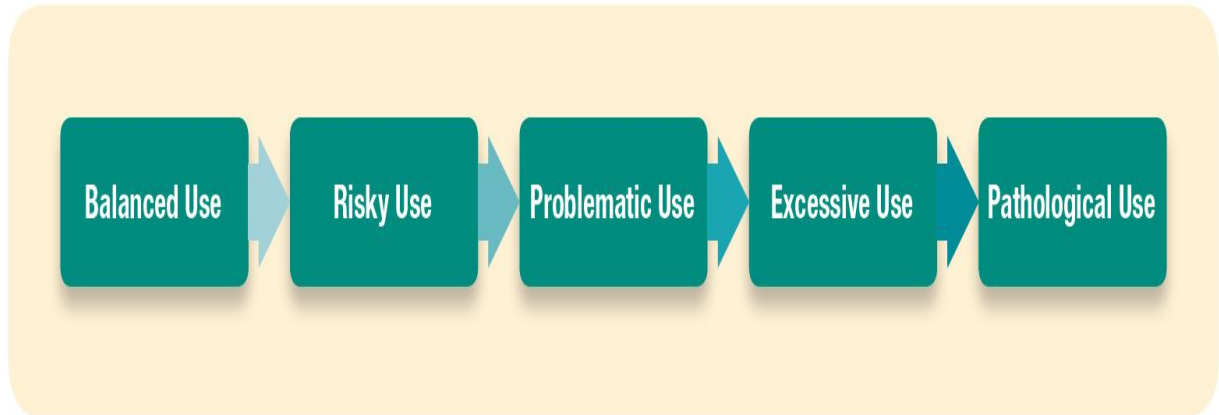 Balanced Use
Risky Use
Problematic Use
Excessive Use
Pathological Use